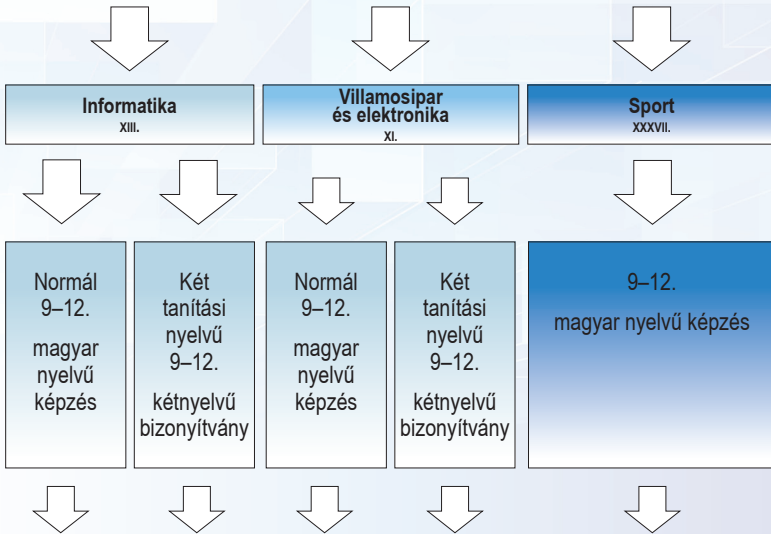 Informatika
XIII.
Villamosipar
és elektronika
XI.
Sport
XXXVII.
Normál
9–12.
magyar
nyelvű
képzés
Két
tanítási
nyelvű
9–12.
kétnyelvű
bizonyítvány
Normál
9–12.
magyar
nyelvű
képzés
Két
tanítási
nyelvű
9–12.
kétnyelvű
bizonyítvány
9–12.
magyar nyelvű képzés